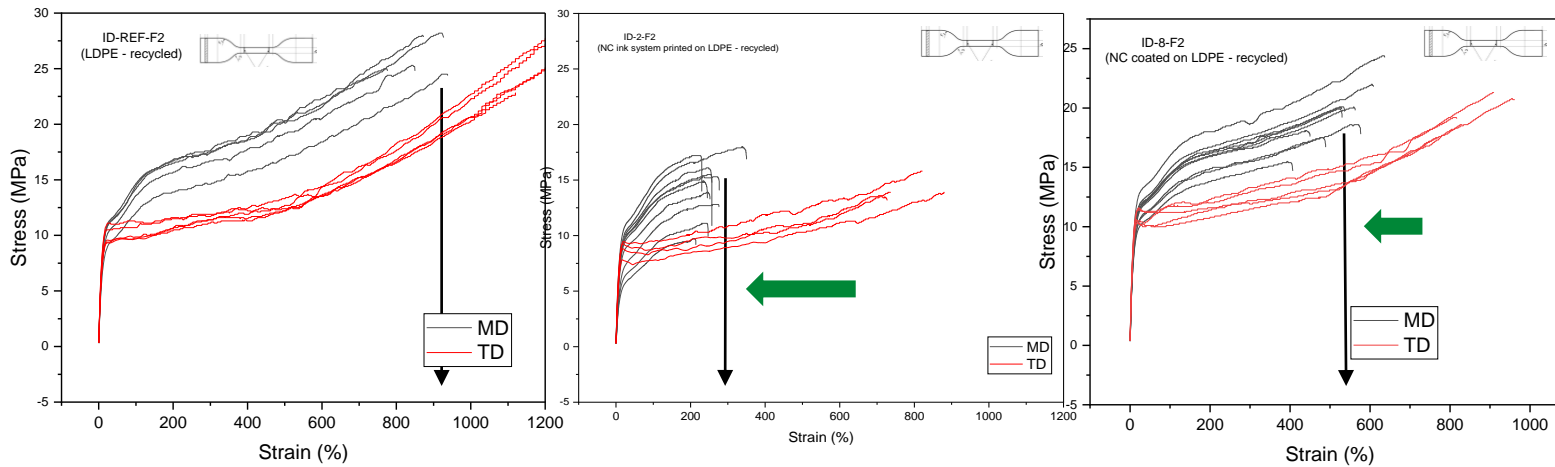 ID-REF-F2
(LDPE - recycled)
Stress (MPa)
30
25
20
15
10
5
0
-5
0
200
400
600
800
1000
1200
Strain (%)
MD
TD
ID-2-F2
(NC ink system printed on LDPE - recycled)
Stress (MPa)
30
25
20
15
10
5
0
-5
0
200
400
600
800
1000
1200
Strain (%)
MD
TD
ID-8-F2
(NC coated on LDPE - recycled)
Stress (MPa)
25
20
15
10
5
0
-5
0
200
400
600
800
1000
Strain (%)
MD
TD